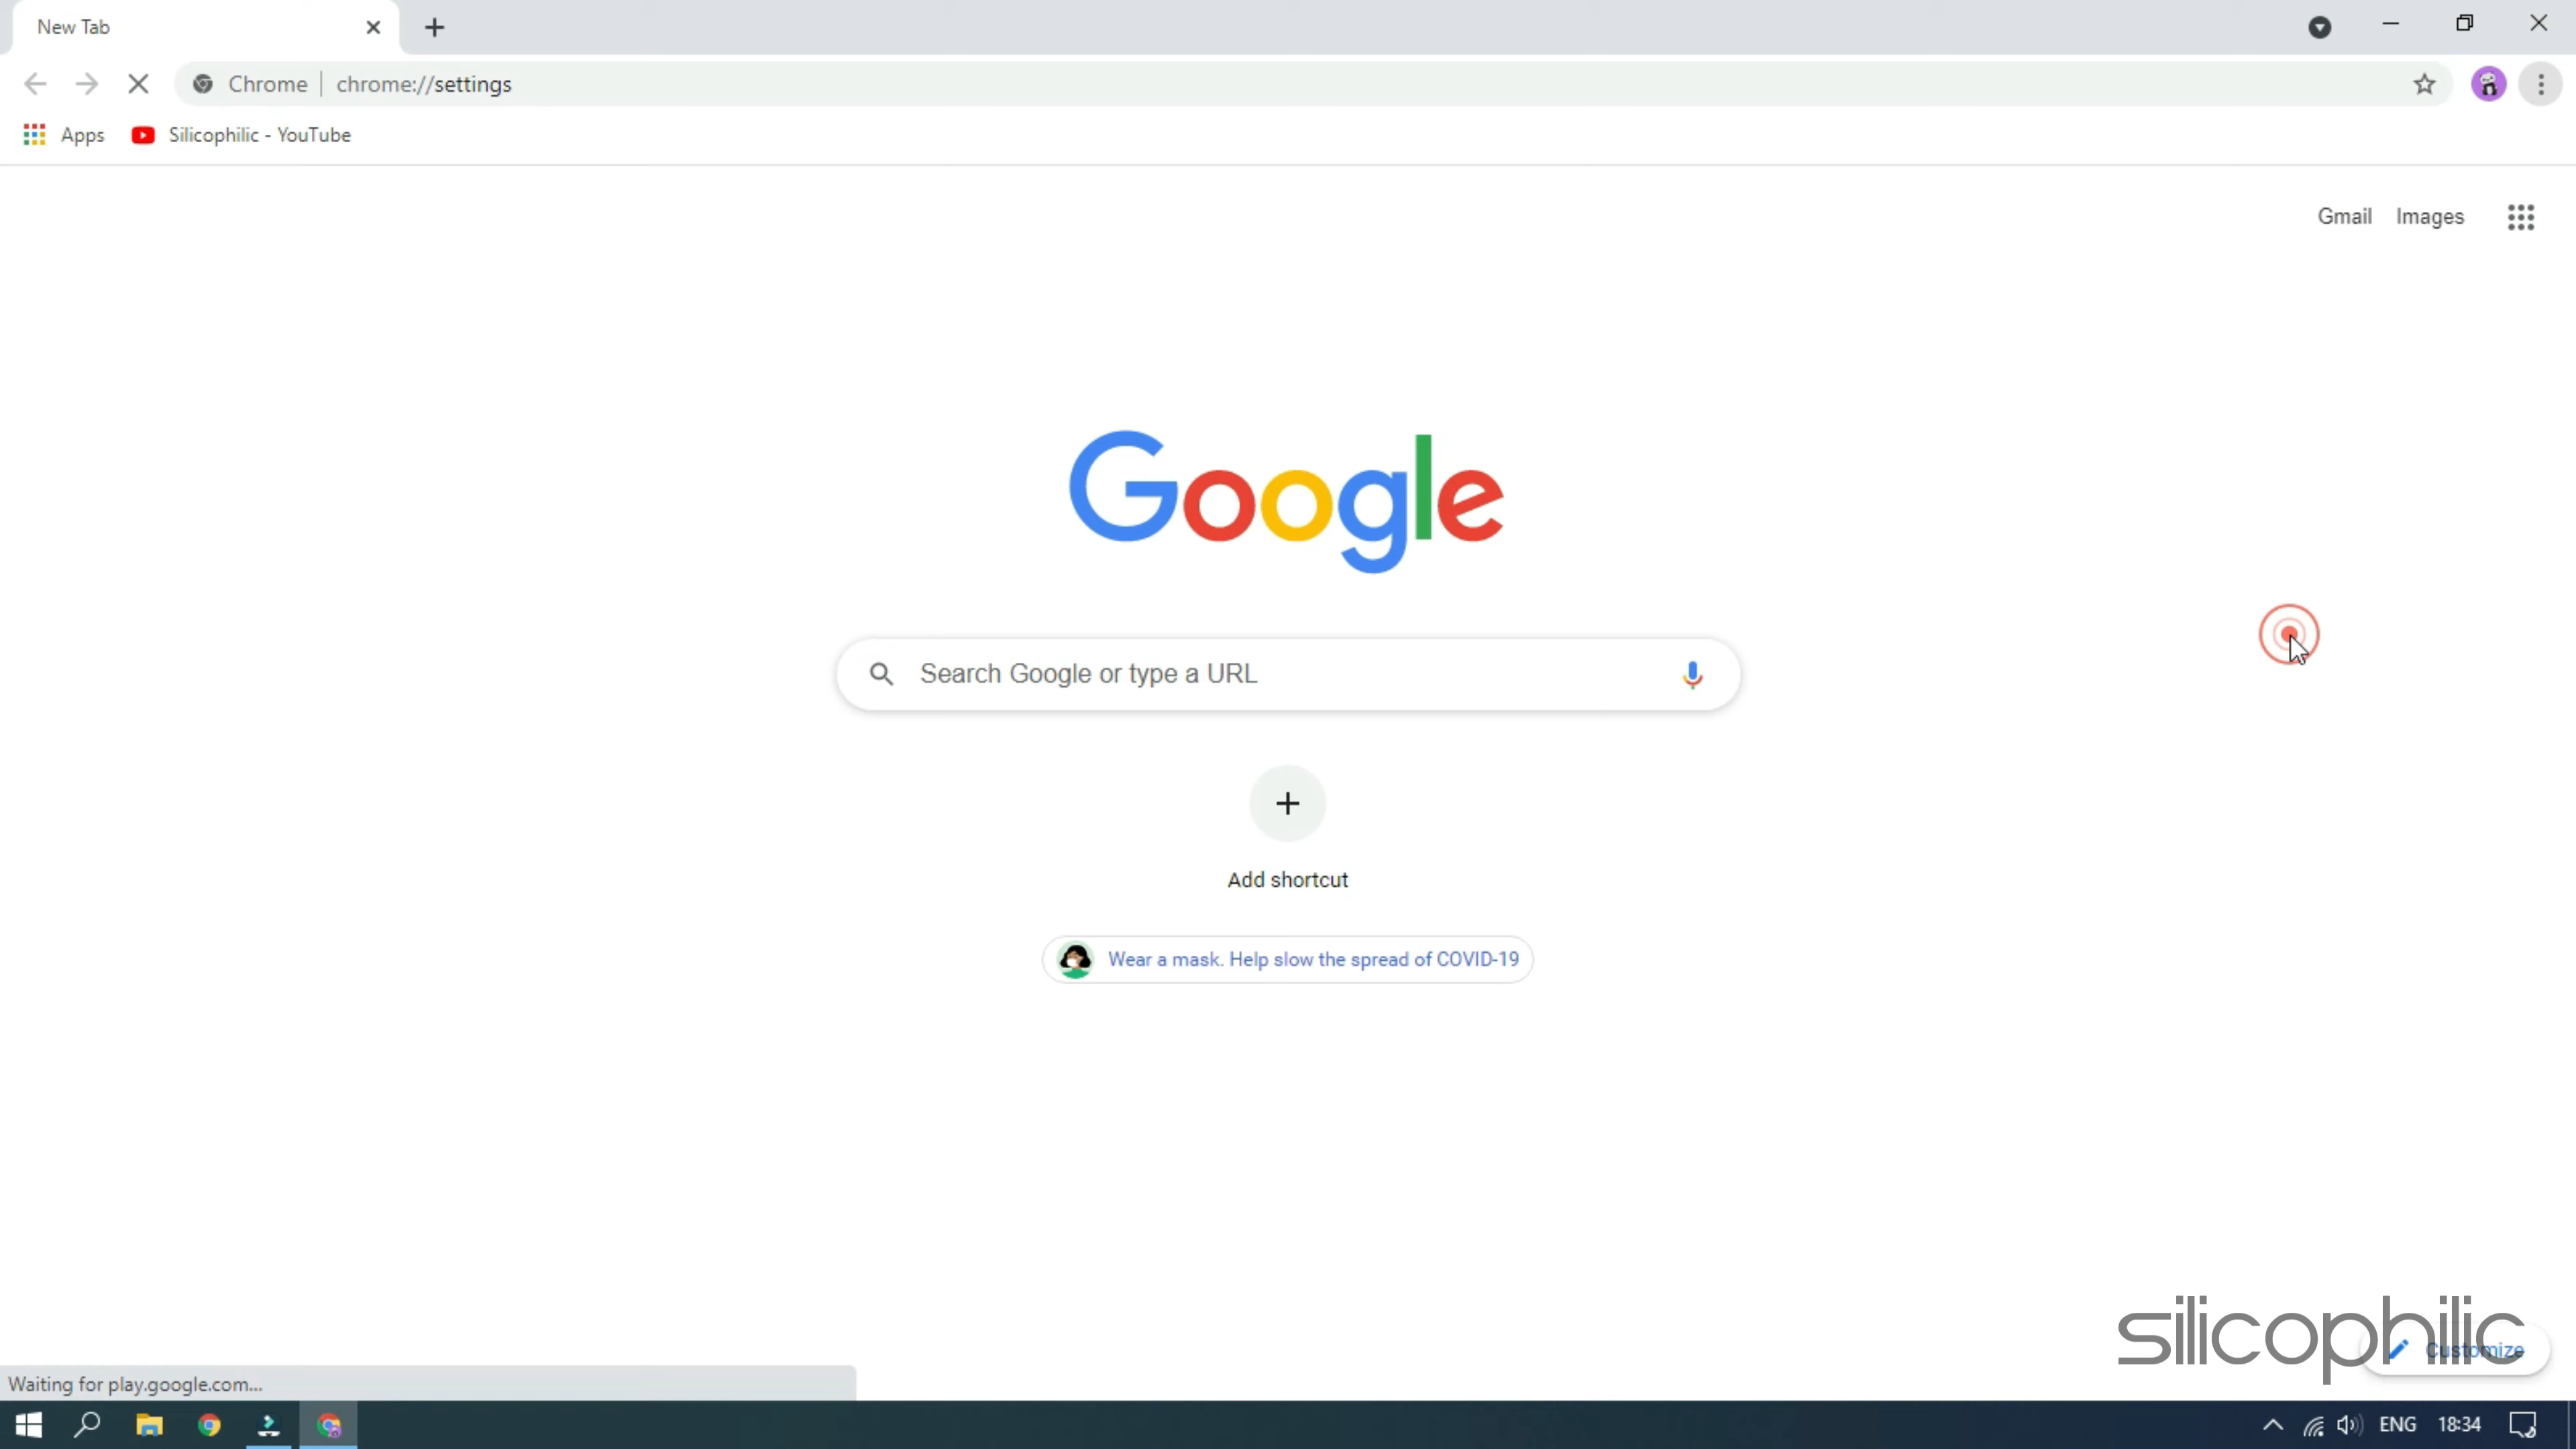 New Tab
Chrome | chrome://settings
Apps Silicophilic - YouTube
Gmail Images
Google
Search Google or type a URL
Add shortcut
Wear a mask. Help slow the spread of COVID-19
silicophilic
Customize
Waiting for play.google.com...
ENG 18:34